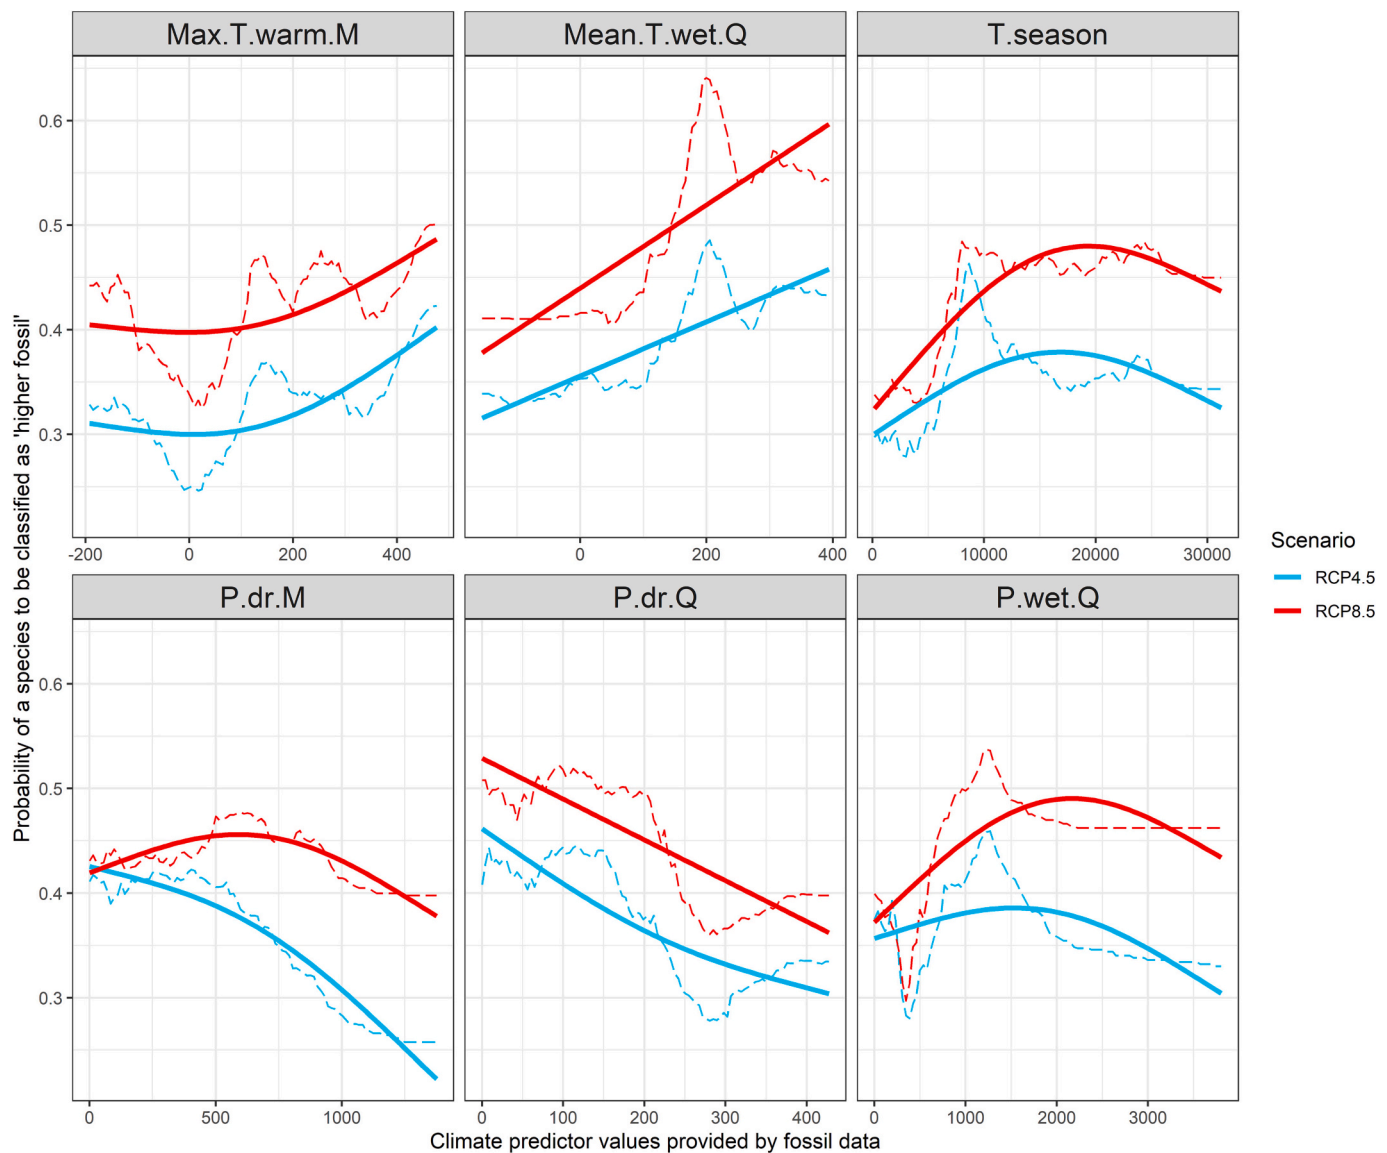 Max.T.warm.M
Mean.T.wet.Q
T.season
0.6
0.5
0.4
0.3
-200 0 200 400
0 200 400
0 10000 20000 30000
P.dr.M
P.dr.Q
P.wet.Q
0.6
0.5
0.4
0.3
0 500 1000
0 100 200 300 400
0 1000 2000 3000
Probability of a species to be classified as 'higher fossil'
Climate predictor values provided by fossil data
Scenario
RCP4.5
RCP8.5